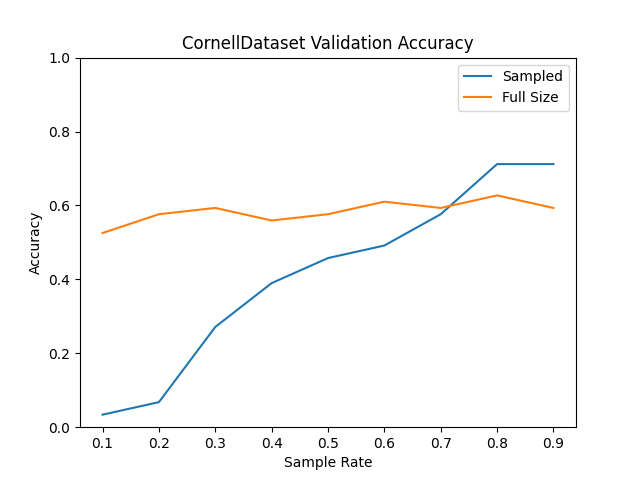 CornellDataset Validation Accuracy
Sampled
Full Size
Accuracy
1.0
0.8
0.6
0.4
0.2
0.0
0.1 0.2 0.3 0.4 0.5 0.6 0.7 0.8 0.9
Sample Rate